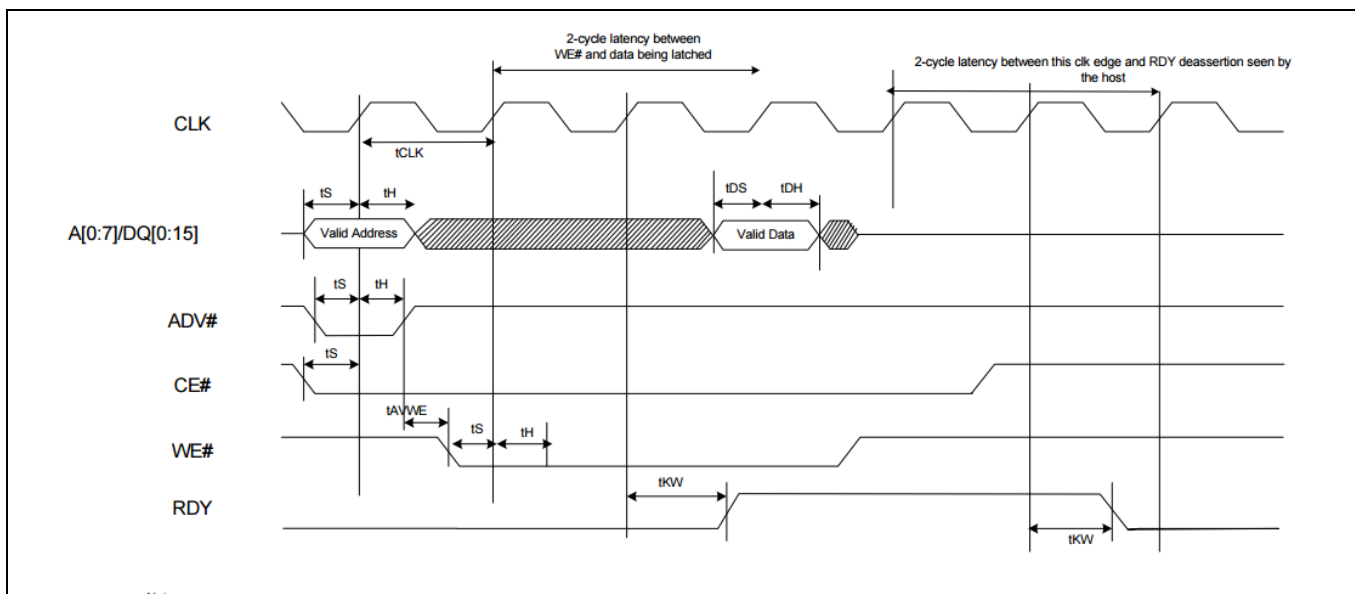 2-cycle latency between
WE# and data being latched
2-cycle latency between this clk edge and RDY deassertion seen by
the host
CLK
tCLK
tS
tH
tDS
tDH
A[0:7]/DQ[0:15]
Valid Address
Valid Data
tS
tH
ADV#
tS
CE#
tAVWE
tS
tH
WE#
tKW
RDY
tKW